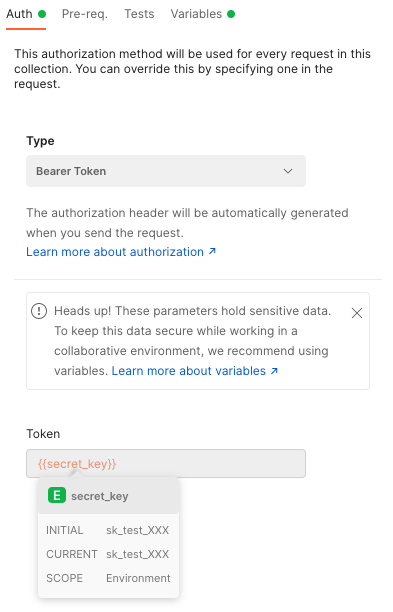 Auth Pre-req. Tests Variables
This authorization method will be used for every request in this
collection. You can override this by specifying one in the
request.
Type
Bearer Token
The authorization header will be automatically generated
when you send the request.
Learn more about authorization ↗
Heads up! These parameters hold sensitive data.
To keep this data secure while working in a
collaborative environment, we recommend using
variables. Learn more about variables ↗
Token
{{secret_key}}
E secret_key
INITIAL sk_test_XXX
CURRENT sk_test_XXX
SCOPE Environment